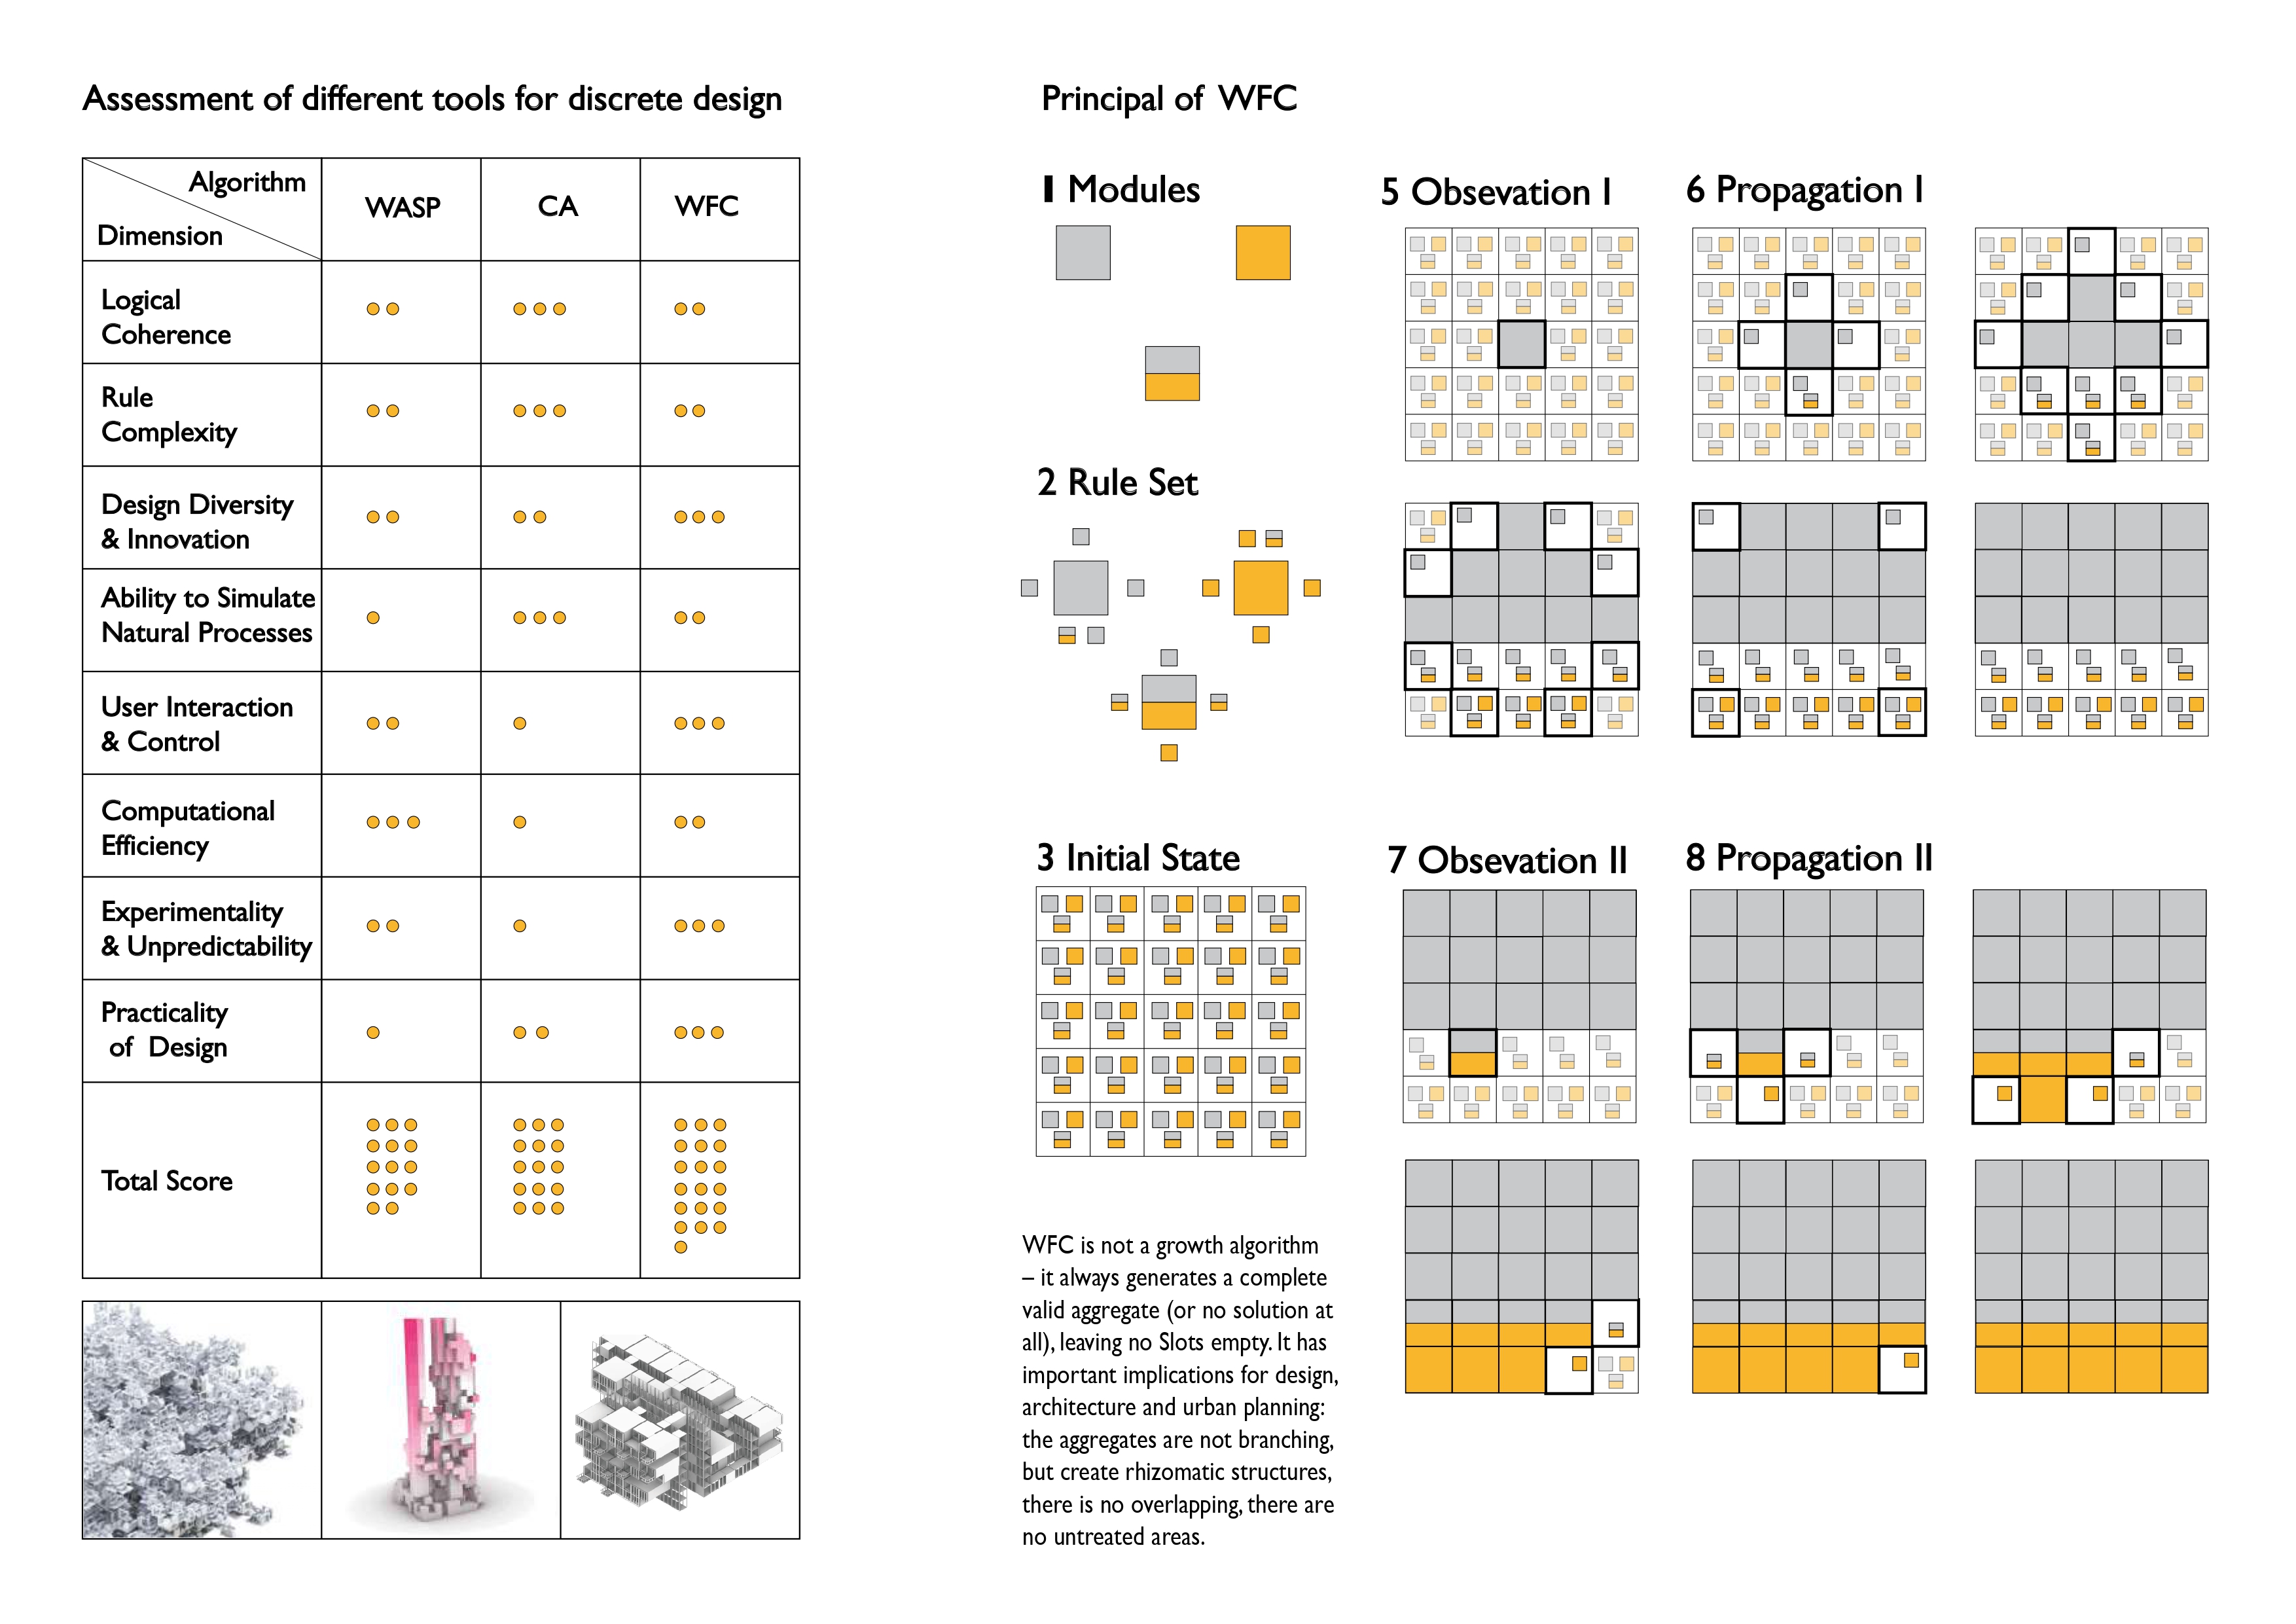 Assessment of different tools for discrete design
Algorithm
Dimension
WASP
CA
WFC
Logical
Coherence
Rule
Complexity
Design Diversity
& Innovation
Ability to Simulate
Natural Processes
User Interaction
& Control
Computational
Efficiency
Experimentality
& Unpredictability
Practicality
of Design
Total Score
Principal of WFC
1 Modules
2 Rule Set
3 Initial State
WFC is not a growth algorithm
– it always generates a complete
valid aggregate (or no solution at
all), leaving no Slots empty. It has
important implications for design,
architecture and urban planning:
the aggregates are not branching,
but create rhizomatic structures,
there is no overlapping, there are
no untreated areas.
5 Obsevation I
6 Propagation I
7 Obsevation II
8 Propagation II